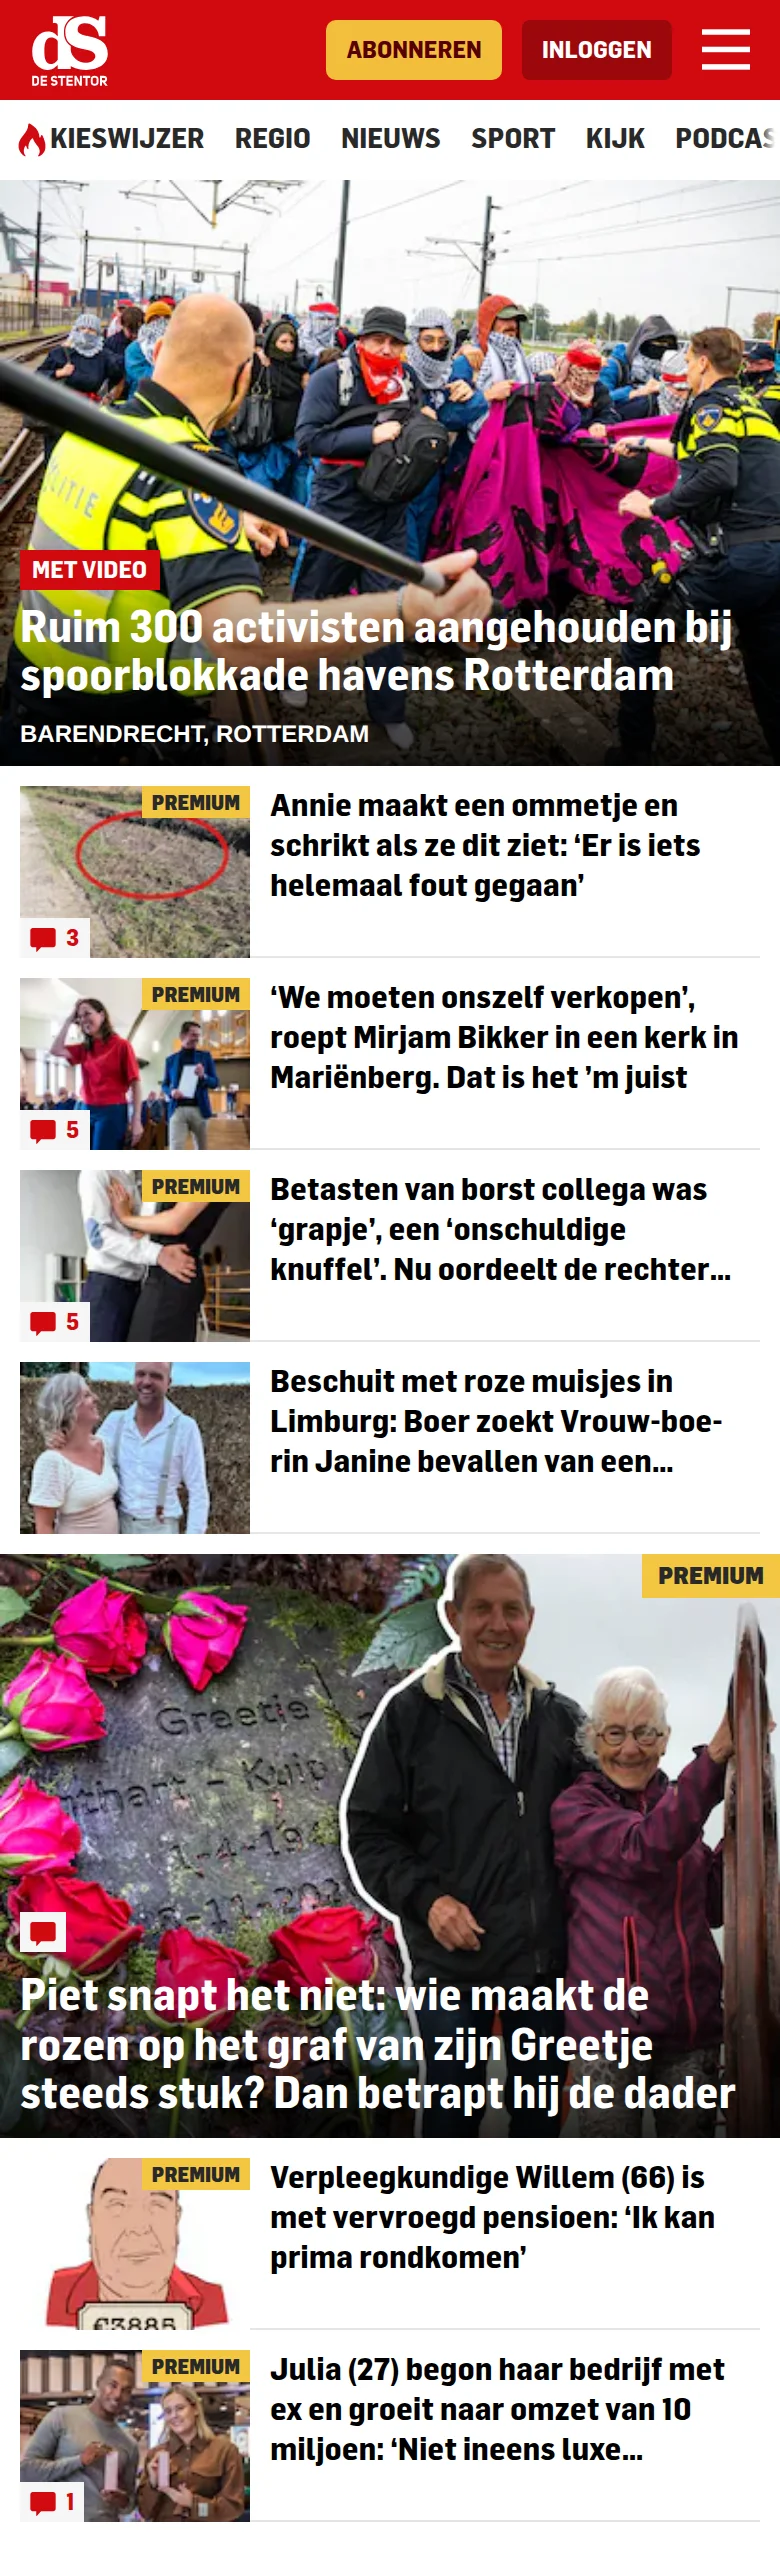 dS
DE STENTOR
ABONNEREN
INLOGGEN
KIESWIJZER REGIO NIEUWS SPORT KIJK PODCAS
MET VIDEO
Ruim 300 activisten aangehouden bij
spoorblokkade havens Rotterdam
BARENDRECHT, ROTTERDAM
PREMIUM
3
Annie maakt een ommetje en
schrikt als ze dit ziet: ‘Er is iets
helemaal fout gegaan’
PREMIUM
5
‘We moeten onszelf verkopen’,
roept Mirjam Bikker in een kerk in
Mariënberg. Dat is het ’m juist
PREMIUM
5
Betasten van borst collega was
‘grapje’, een ‘onschuldige
knuffel’. Nu oordeelt de rechter...
Beschuit met roze muisjes in
Limburg: Boer zoekt Vrouw-boe-
rin Janine bevallen van een...
PREMIUM
Greetje
Piet snapt het niet: wie maakt de
rozen op het graf van zijn Greetje
steeds stuk? Dan betrapt hij de dader
PREMIUM
€3885
Verpleegkundige Willem (66) is
met vervroegd pensioen: ‘Ik kan
prima rondkomen’
PREMIUM
1
Julia (27) begon haar bedrijf met
ex en groeit naar omzet van 10
miljoen: ‘Niet ineens luxe...